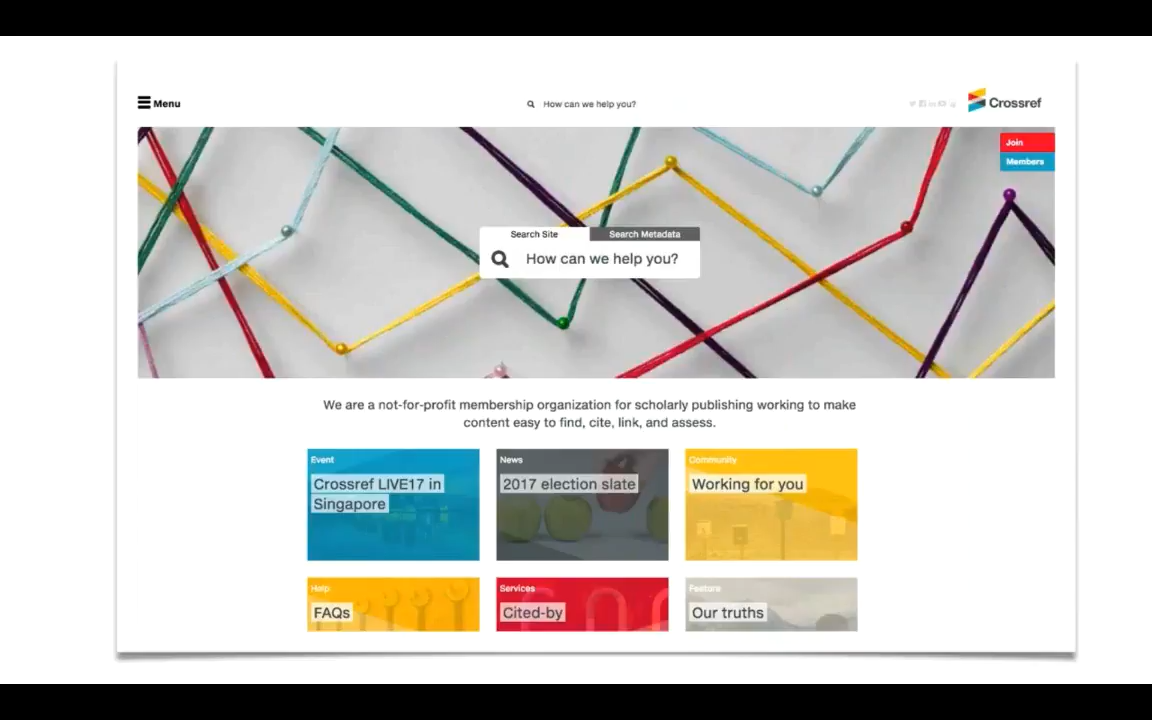 Menu
How can we help you?
Crossref
Join
Members
Search Site
Search Metadata
How can we help you?
We are a not-for-profit membership organization for scholarly publishing working to make
content easy to find, cite, link, and assess.
Event
Crossref LIVE17 in
Singapore
News
2017 election slate
Community
Working for you
Help
FAQs
Services
Cited-by
Feature
Our truths